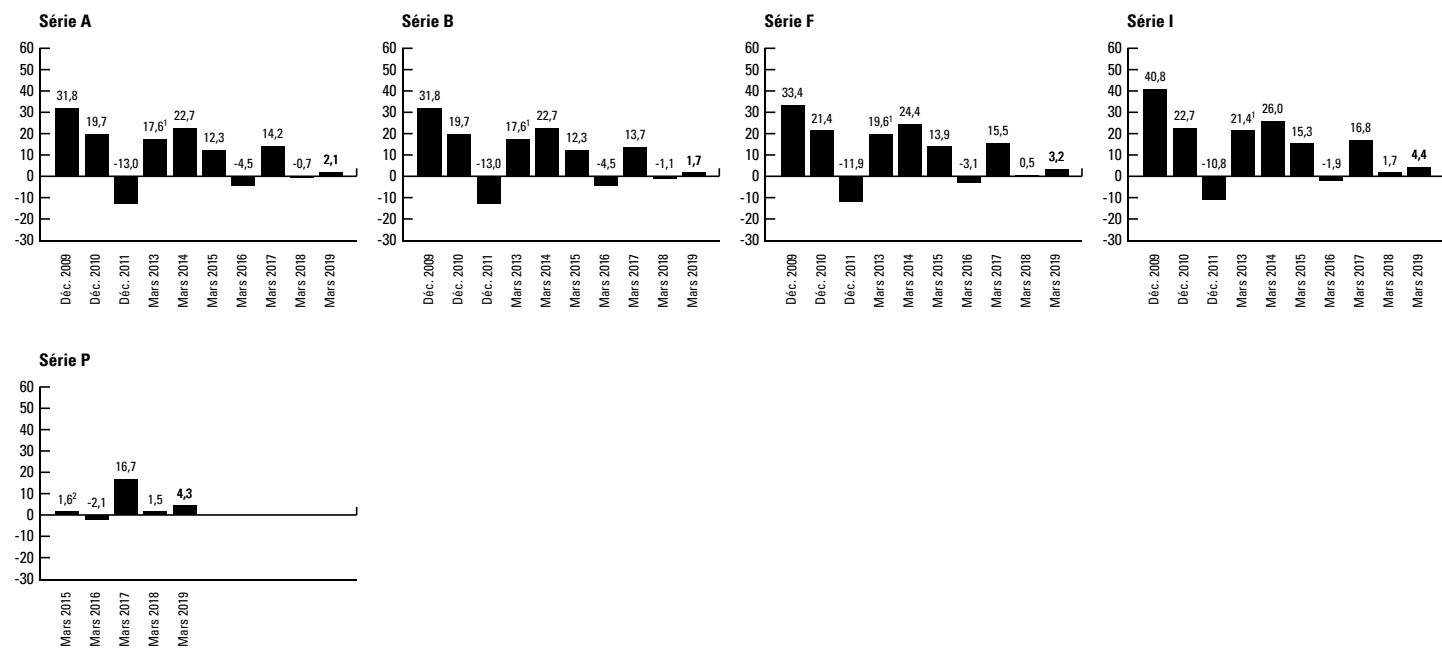 Série A
60
50
40
30
20
10
0
-10
-20
-30
31,8
19,7
-13,0
17,6¹
22,7
12,3
-4,5
14,2
-0,7
2,1
Déc. 2009
Déc. 2010
Déc. 2011
Mars 2013
Mars 2014
Mars 2015
Mars 2016
Mars 2017
Mars 2018
Mars 2019
Série B
60
50
40
30
20
10
0
-10
-20
-30
31,8
19,7
-13,0
17,6¹
22,7
12,3
-4,5
13,7
-1,1
1,7
Déc. 2009
Déc. 2010
Déc. 2011
Mars 2013
Mars 2014
Mars 2015
Mars 2016
Mars 2017
Mars 2018
Mars 2019
Série F
60
50
40
30
20
10
0
-10
-20
-30
33,4
21,4
-11,9
19,6¹
24,4
13,9
-3,1
15,5
0,5
3,2
Déc. 2009
Déc. 2010
Déc. 2011
Mars 2013
Mars 2014
Mars 2015
Mars 2016
Mars 2017
Mars 2018
Mars 2019
Série I
60
50
40
30
20
10
0
-10
-20
-30
40,8
22,7
-10,8
21,4¹
26,0
15,3
-1,9
16,8
1,7
4,4
Déc. 2009
Déc. 2010
Déc. 2011
Mars 2013
Mars 2014
Mars 2015
Mars 2016
Mars 2017
Mars 2018
Mars 2019
Série P
60
50
40
30
20
10
0
-10
-20
-30
1,6²
-2,1
16,7
1,5
4,3
Mars 2015
Mars 2016
Mars 2017
Mars 2018
Mars 2019